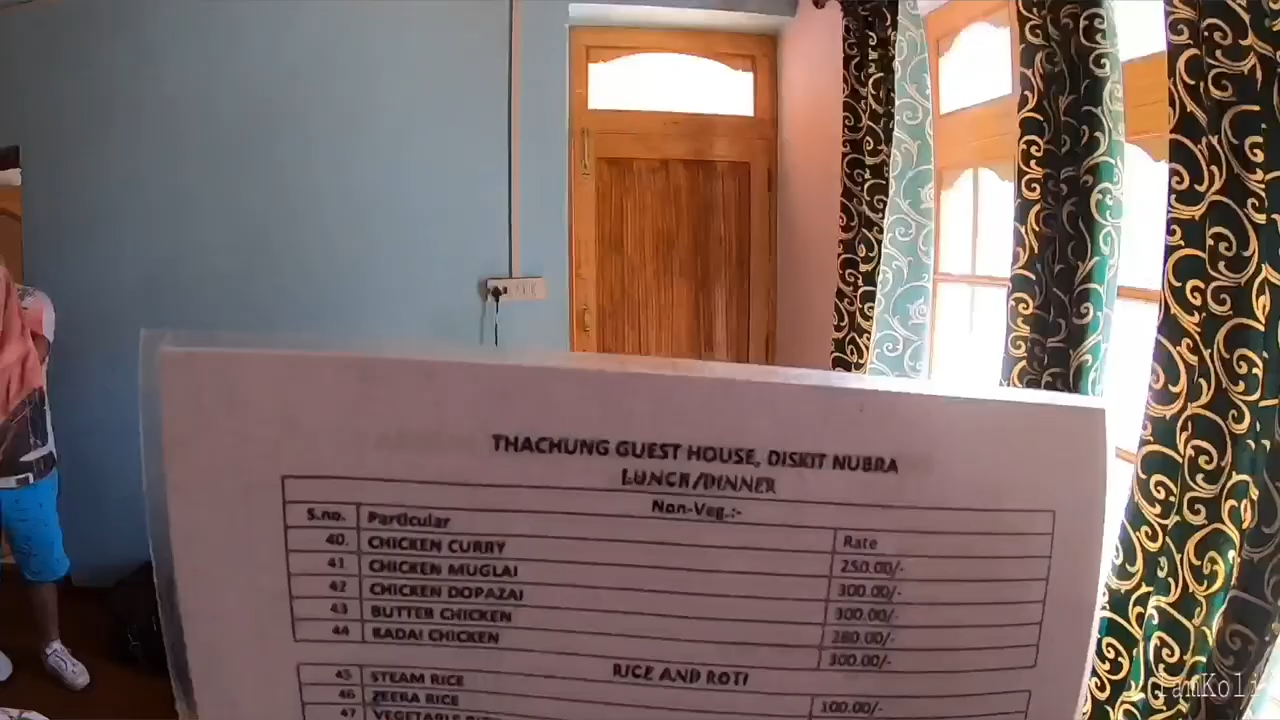 THACHUNG GUEST HOUSE, DISKIT NUBRA
LUNCH/DINNER
Non-Veg.:-
S.no. Particular Rate
40. CHICKEN CURRY 250.00/-
41 CHICKEN MUGLAI 300.00/-
42 CHICKEN DOPAZAI 300.00/-
43 BUTTER CHICKEN 280.00/-
44 KADAI CHICKEN 300.00/-
RICE AND ROTI
45 STEAM RICE 100.00/-
46 ZEERA RICE
47 VEGETABLE
IamKoli